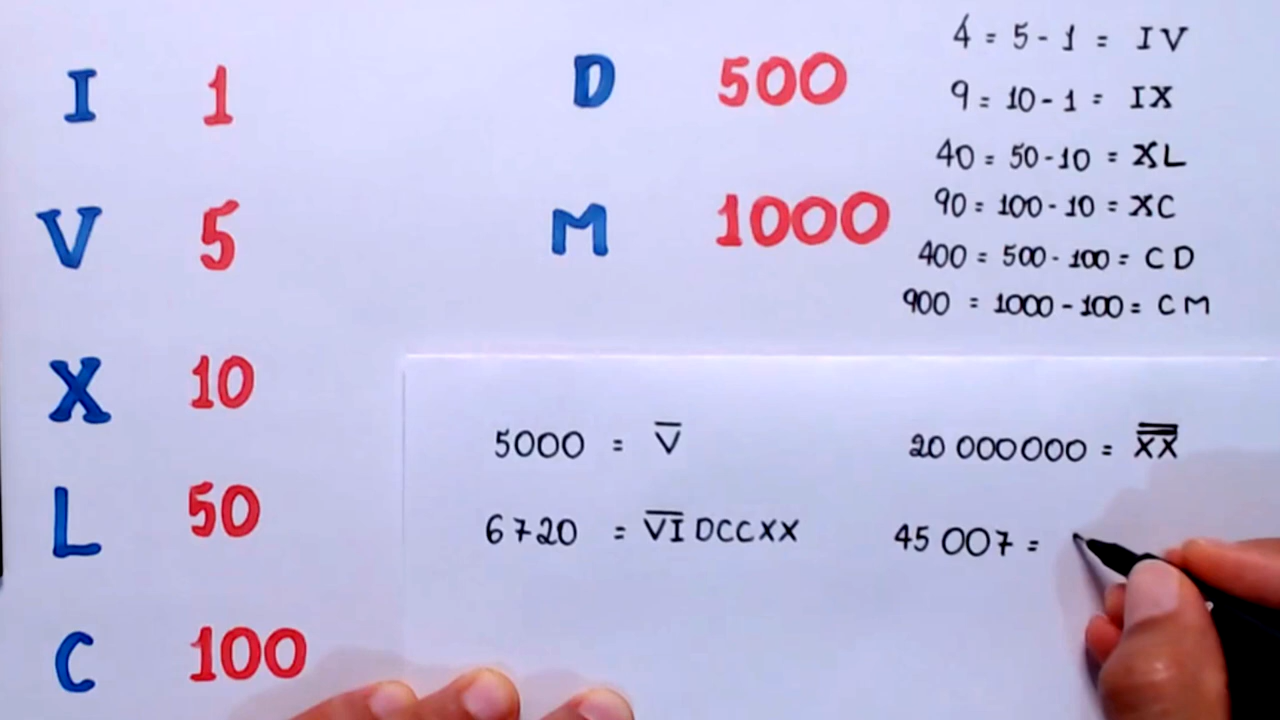 I 1
V 5
X 10
L 50
C 100
D 500
M 1000
4 = 5 - 1 = IV
9 = 10 - 1 = IX
40 = 50 - 10 = XL
90 = 100 - 10 = XC
400 = 500 - 100 = CD
900 = 1000 - 100 = CM
5000 = V̅
6720 = V̅I̅DCCXX
20 000000 = X̿X̿
45 007 =